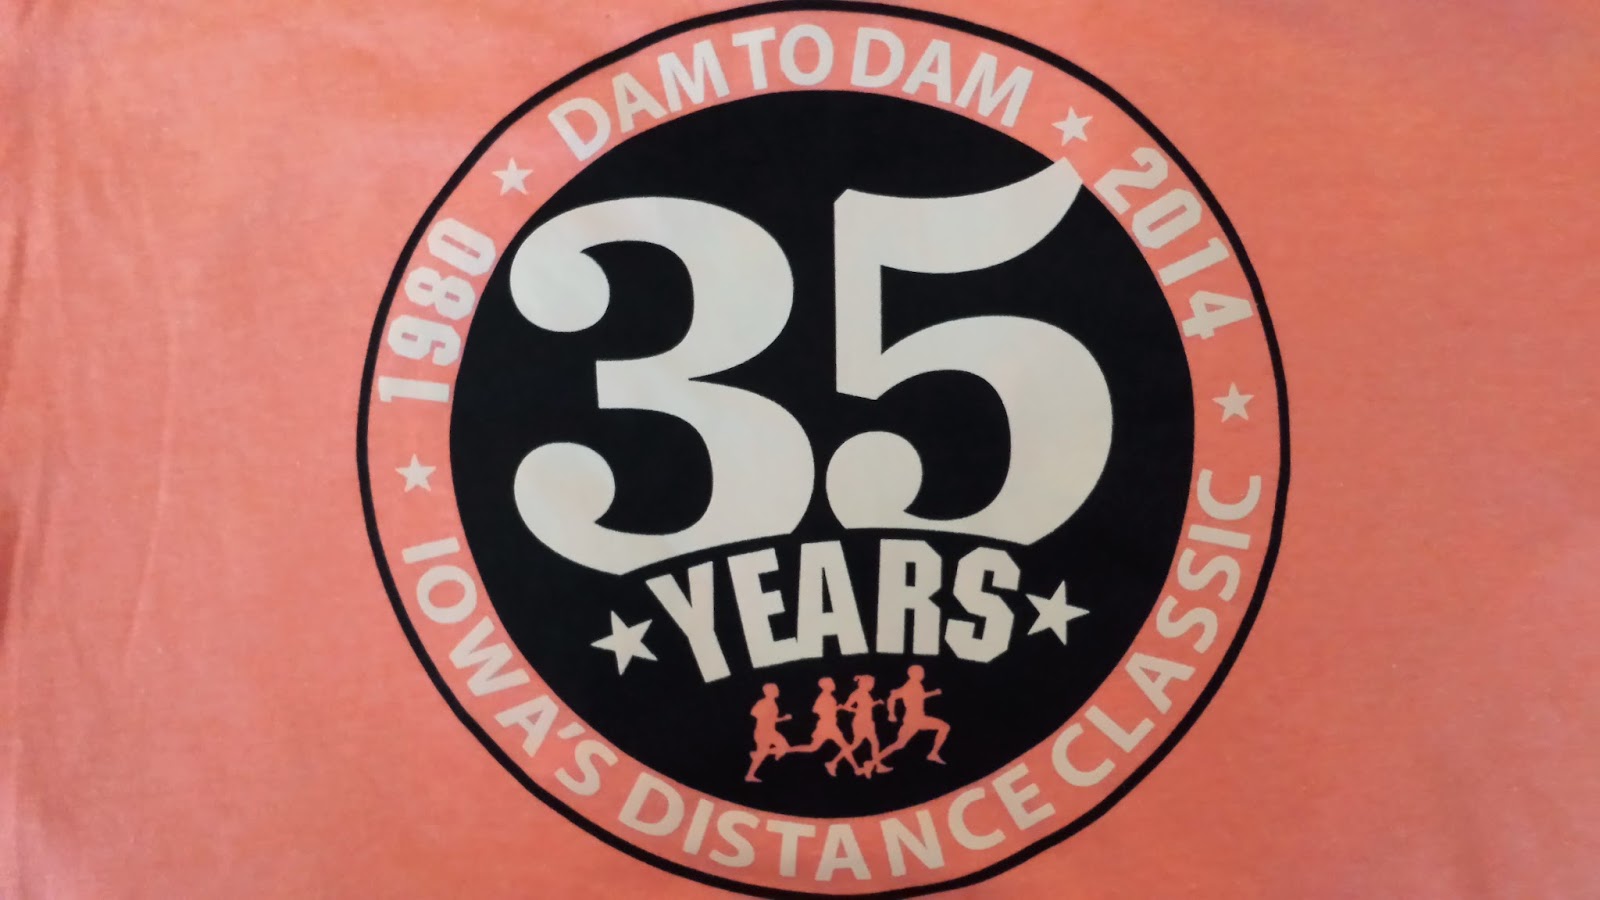 1980 ★ DAM TO DAM ★ 2014
35
YEARS
IOWA'S DISTANCE CLASSIC